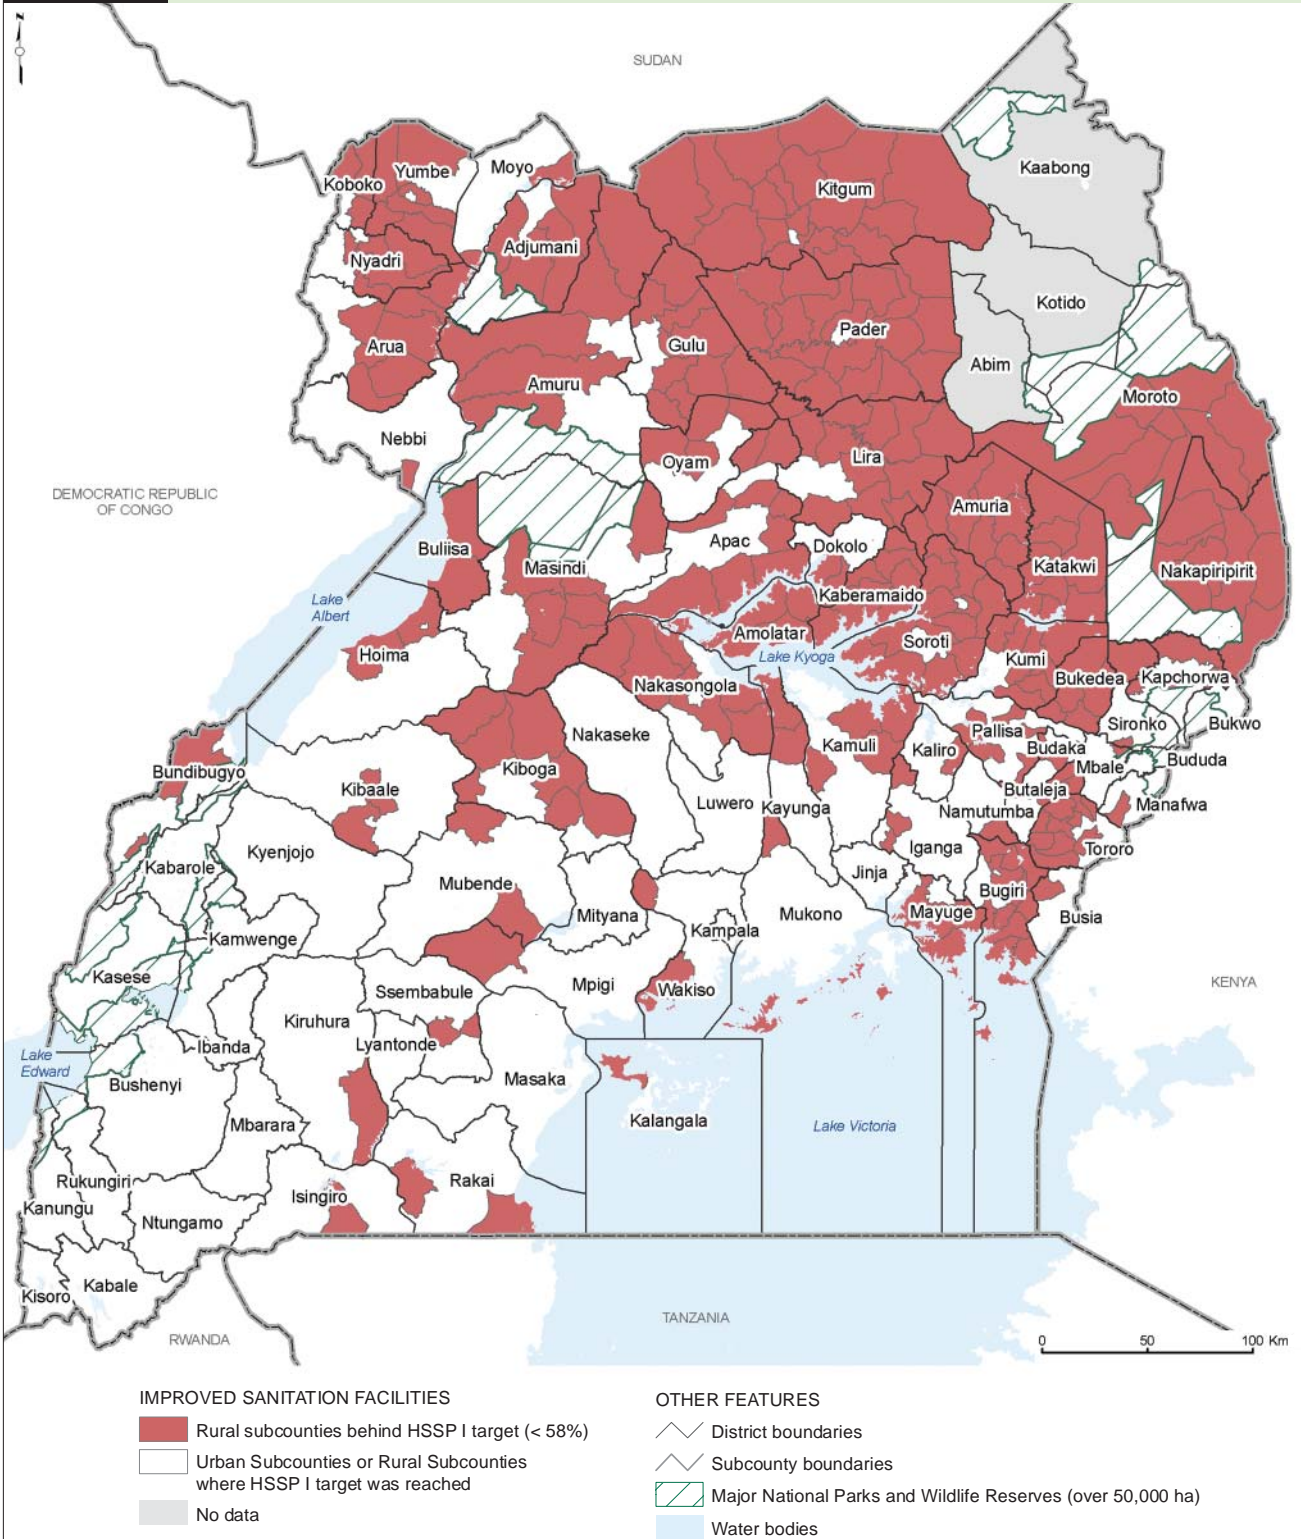 N
SUDAN
Kaabong
Moyo
Yumbe
Koboko
Kitgum
Adjumani
Nyadri
Kotido
Pader
Gulu
Arua
Abim
Amuru
Moroto
Nebbi
Oyam
Lira
DEMOCRATIC REPUBLIC
OF CONGO
Amuria
Apac
Dokolo
Buliisa
Masindi
Katakwi
Nakapiripirit
Kaberamaido
Lake
Albert
Amolatar
Soroti
Hoima
Lake Kyoga
Kumi
Bukedea
Kapchorwa
Nakasongola
Sironko
Bukwo
Pallisa
Nakaseke
Kamuli
Kaliro
Budaka
Bududa
Mbale
Bundibugyo
Kiboga
Kibaale
Butaleja
Luwero
Kayunga
Manafwa
Namutumba
Iganga
Tororo
Kyenjojo
Kabarole
Jinja
Mubende
Bugiri
Mityana
Mukono
Mayuge
Busia
Kampala
Kamwenge
Kasese
Mpigi
Wakiso
KENYA
Ssembabule
Kiruhura
Lyantonde
Ibanda
Lake
Edward
Bushenyi
Masaka
Kalangala
Mbarara
Lake Victoria
Rukungiri
Rakai
Isingiro
Kanungu
Ntungamo
Kabale
Kisoro
TANZANIA
RWANDA
0 50 100 Km
IMPROVED SANITATION FACILITIES
Rural subcounties behind HSSP I target (< 58%)
Urban Subcounties or Rural Subcounties
where HSSP I target was reached
No data
OTHER FEATURES
District boundaries
Subcounty boundaries
Major National Parks and Wildlife Reserves (over 50,000 ha)
Water bodies